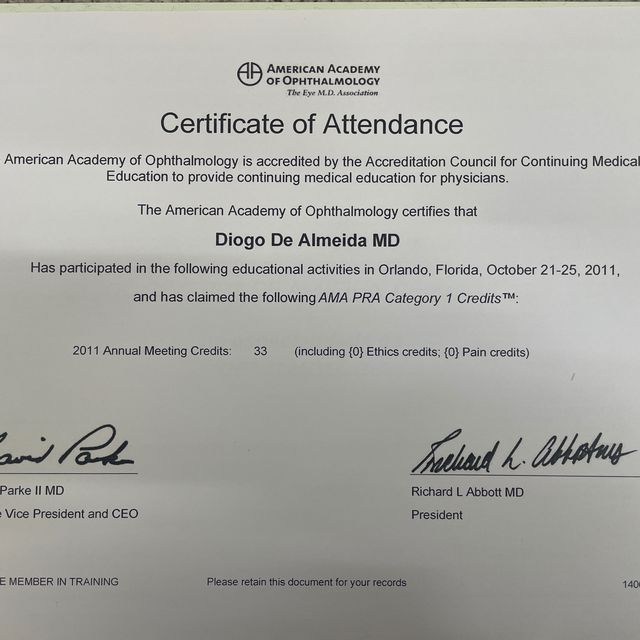 AMERICAN ACADEMY
OF OPHTHALMOLOGY
The Eye M.D. Association
Certificate of Attendance
American Academy of Ophthalmology is accredited by the Accreditation Council for Continuing Medical
Education to provide continuing medical education for physicians.
The American Academy of Ophthalmology certifies that
Diogo De Almeida MD
Has participated in the following educational activities in Orlando, Florida, October 21-25, 2011,
and has claimed the following AMA PRA Category 1 Credits™:
2011 Annual Meeting Credits: 33 (including {0} Ethics credits; {0} Pain credits)
Parke Richard L. Abbott
Parke II MD Richard L Abbott MD
Vice President and CEO President
MEMBER IN TRAINING Please retain this document for your records